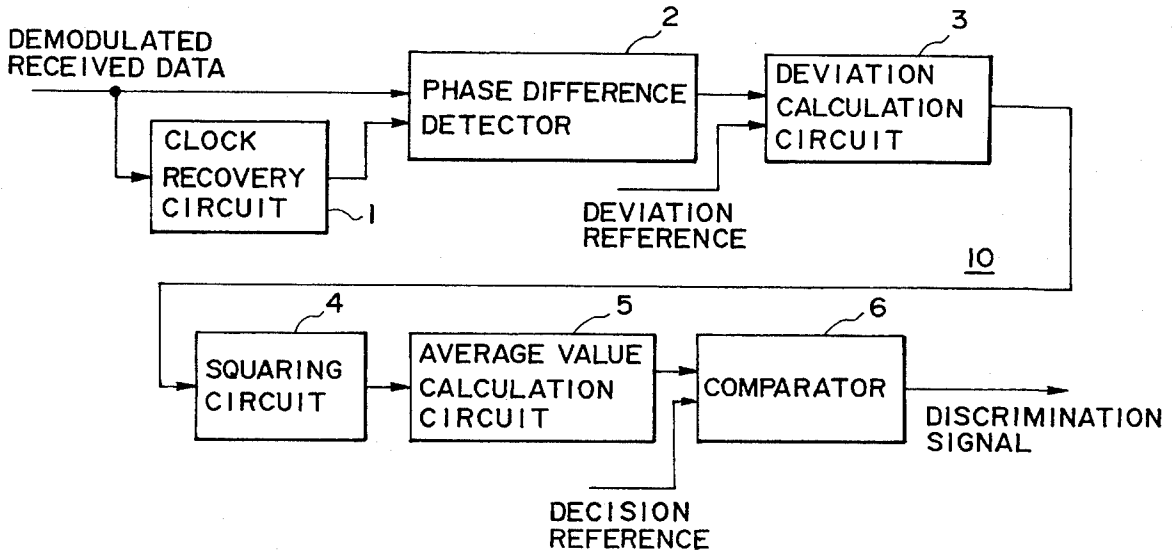 DEMODULATED
RECEIVED DATA
2
3
PHASE DIFFERENCE
DETECTOR
DEVIATION
CALCULATION
CIRCUIT
CLOCK
RECOVERY
CIRCUIT
1
DEVIATION
REFERENCE
10
4
5
6
SQUARING
CIRCUIT
AVERAGE VALUE
CALCULATION
CIRCUIT
COMPARATOR
DISCRIMINATION
SIGNAL
DECISION
REFERENCE